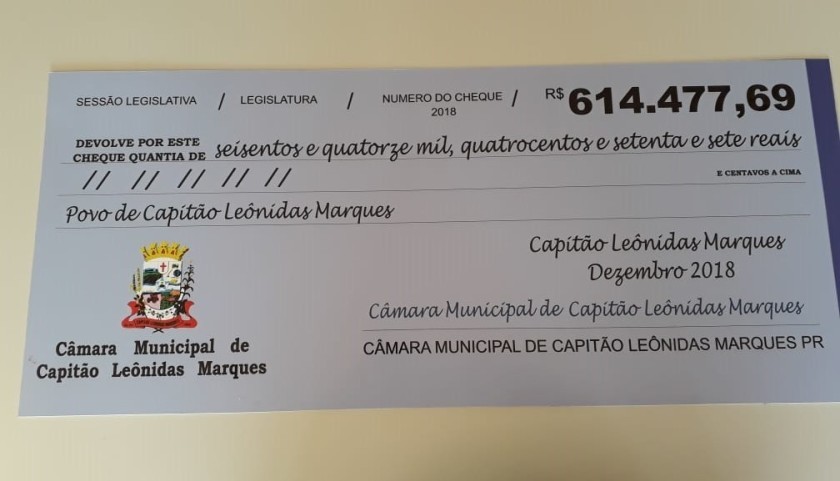 SESSÃO LEGISLATIVA / LEGISLATURA / NUMERO DO CHEQUE / R$ 614.477,69
2018
DEVOLVE POR ESTE
CHEQUE QUANTIA DE seisentos e quatorze mil, quatrocentos e setenta e sete reais
// // // // // E CENTAVOS A CIMA
Povo de Capitão Leônidas Marques
Capitão Leônidas Marques
Dezembro 2018
Câmara Municipal de Capitão Leônidas Marques
CÂMARA MUNICIPAL DE CAPITÃO LEÔNIDAS MARQUES PR
Câmara Municipal de
Capitão Leônidas Marques